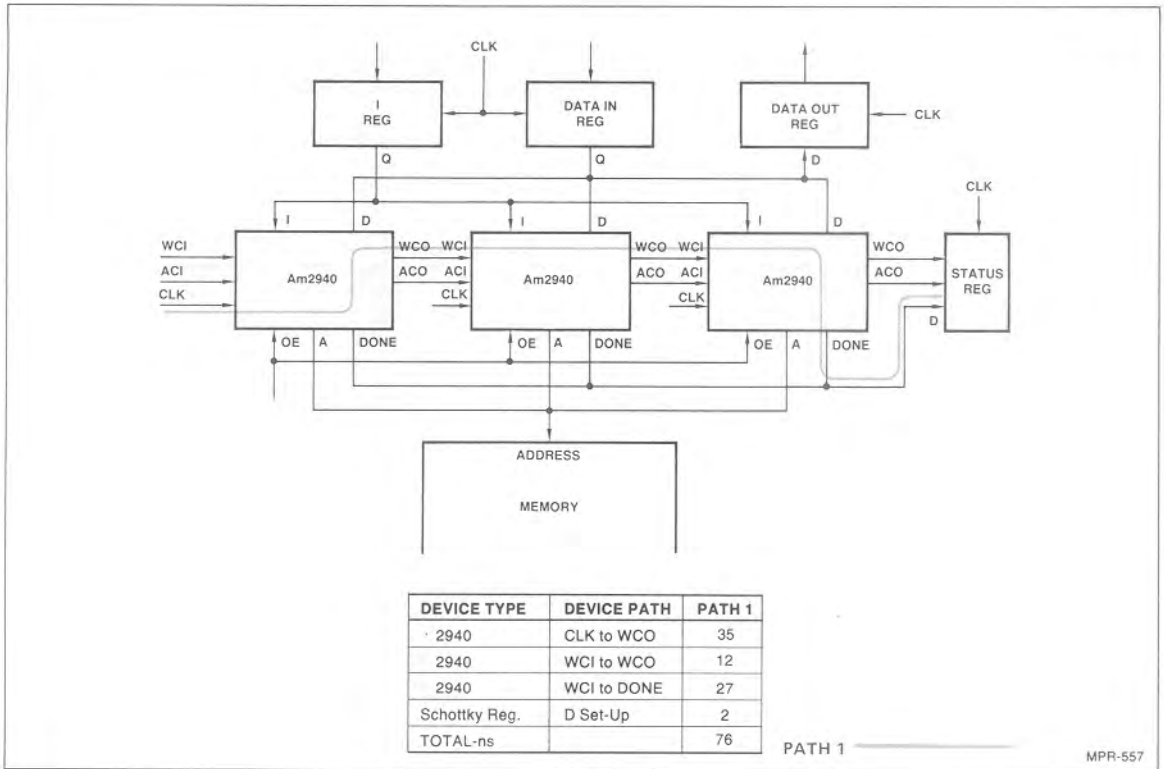 CLK
I
REG
DATA IN
REG
DATA OUT
REG
CLK
Q
Q
D
CLK
I
D
I
D
I
D
WCI
ACI
CLK
Am2940
WCO
WCI
ACO
ACI
CLK
Am2940
WCO
WCI
ACO
ACI
CLK
Am2940
WCO
ACO
STATUS
REG
D
OE
A
DONE
OE
A
DONE
OE
A
DONE
ADDRESS
MEMORY
DEVICE TYPE DEVICE PATH PATH 1
2940 CLK to WCO 35
2940 WCI to WCO 12
2940 WCI to DONE 27
Schottky Reg. D Set-Up 2
TOTAL-ns 76
PATH 1
MPR-557